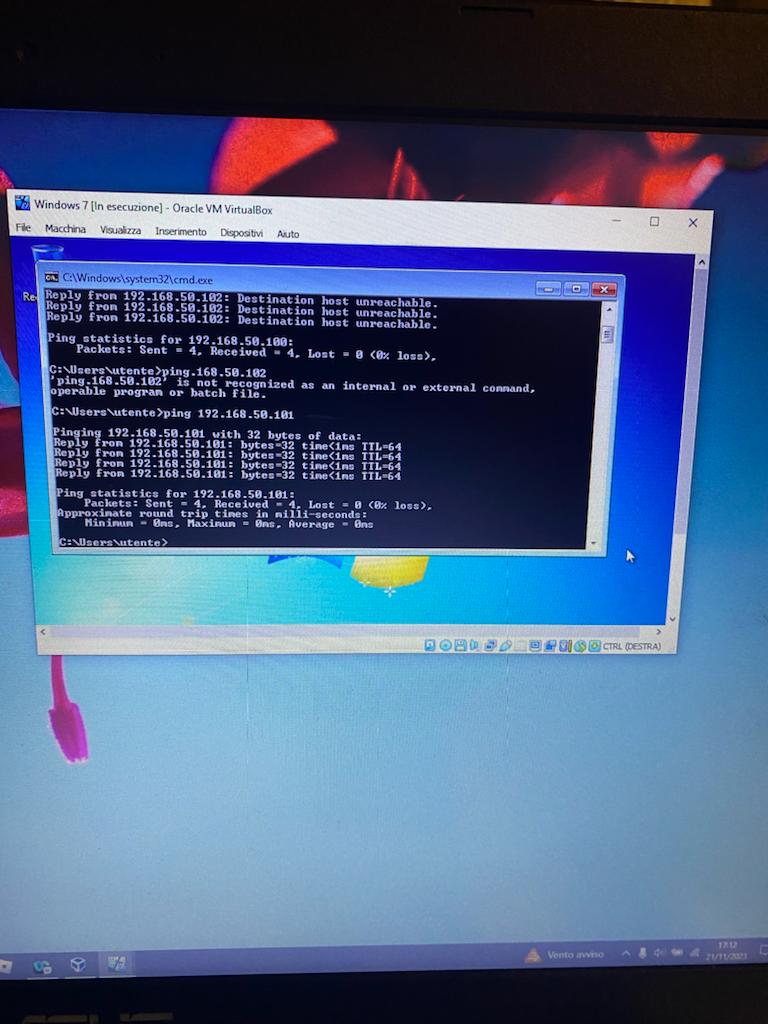 Windows 7 [In esecuzione] - Oracle VM VirtualBox
File Macchina Visualizza Inserimento Dispositivi Aiuto
C:\Windows\system32\cmd.exe
Reply from 192.168.50.102: Destination host unreachable.
Reply from 192.168.50.102: Destination host unreachable.
Reply from 192.168.50.102: Destination host unreachable.
Ping statistics for 192.168.50.100:
Packets: Sent = 4, Received = 4, Lost = 0 (0% loss),
C:\Users\utente>ping.168.50.102
'ping.168.50.102' is not recognized as an internal or external command,
operable program or batch file.
C:\Users\utente>ping 192.168.50.101
Pinging 192.168.50.101 with 32 bytes of data:
Reply from 192.168.50.101: bytes=32 time<1ms TTL=64
Reply from 192.168.50.101: bytes=32 time<1ms TTL=64
Reply from 192.168.50.101: bytes=32 time<1ms TTL=64
Reply from 192.168.50.101: bytes=32 time<1ms TTL=64
Ping statistics for 192.168.50.101:
Packets: Sent = 4, Received = 4, Lost = 0 (0% loss),
Approximate round trip times in milli-seconds:
Minimum = 0ms, Maximum = 0ms, Average = 0ms
C:\Users\utente>
CTRL (DESTRA)
Vento avviso
17:12
21/11/2023